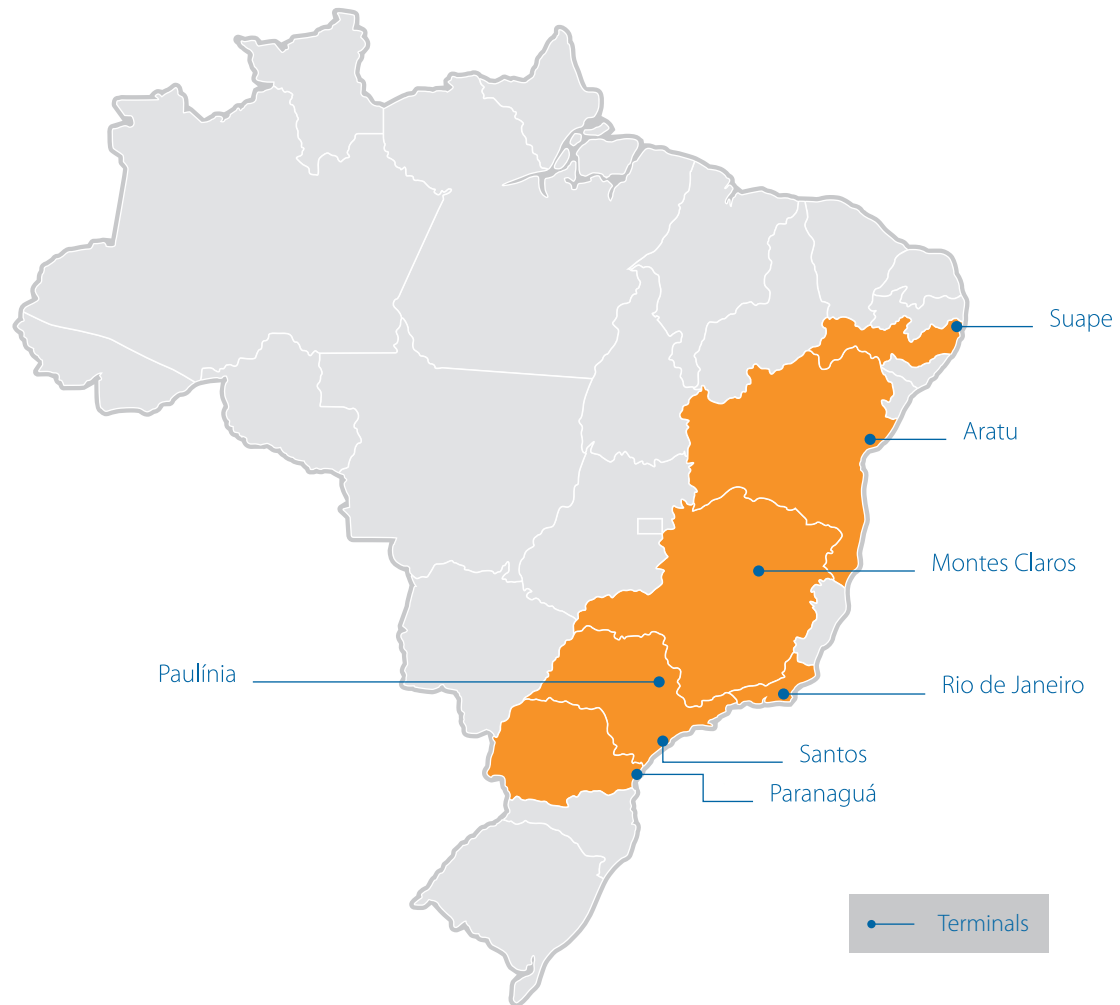 Suape
Aratu
Montes Claros
Paulínia
Rio de Janeiro
Santos
Paranaguá
Terminals